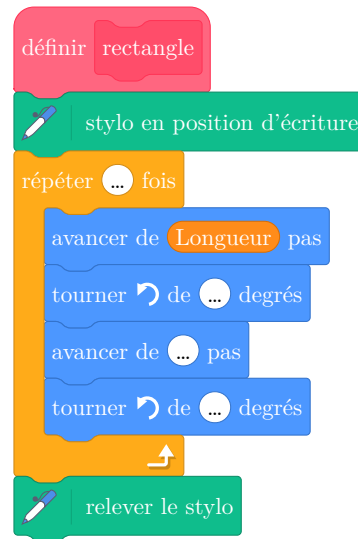 définir rectangle
stylo en position d'écriture
répéter ... fois
avancer de Longueur pas
tourner de ... degrés
avancer de ... pas
tourner de ... degrés
relever le stylo